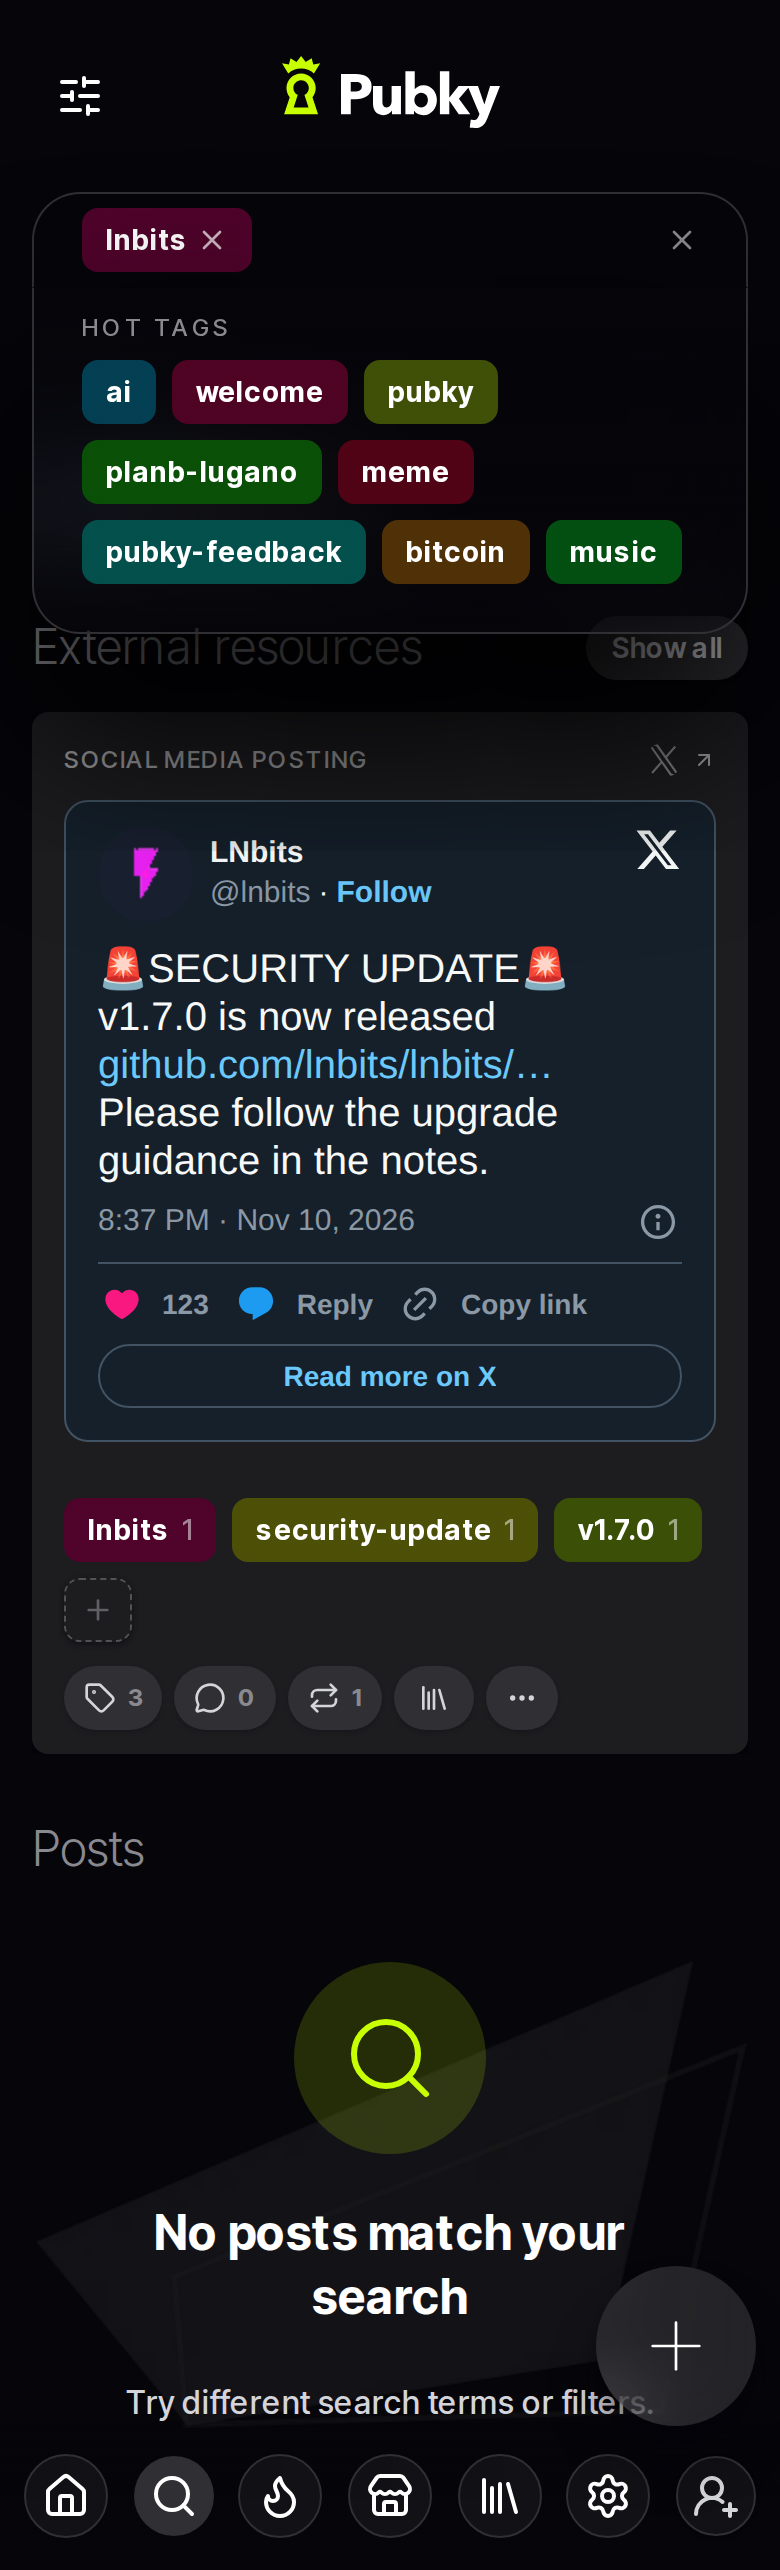 Pubky
lnbits
HOT TAGS
ai welcome pubky
planb-lugano meme
pubky-feedback bitcoin music
External resources Show all
SOCIAL MEDIA POSTING
LNbits
@lnbits · Follow
🚨SECURITY UPDATE🚨
v1.7.0 is now released
github.com/lnbits/lnbits/…
Please follow the upgrade
guidance in the notes.
8:37 PM · Nov 10, 2026
123 Reply Copy link
Read more on X
lnbits 1 security-update 1 v1.7.0 1
3 0 1
Posts
No posts match your
search
Try different search terms or filters.